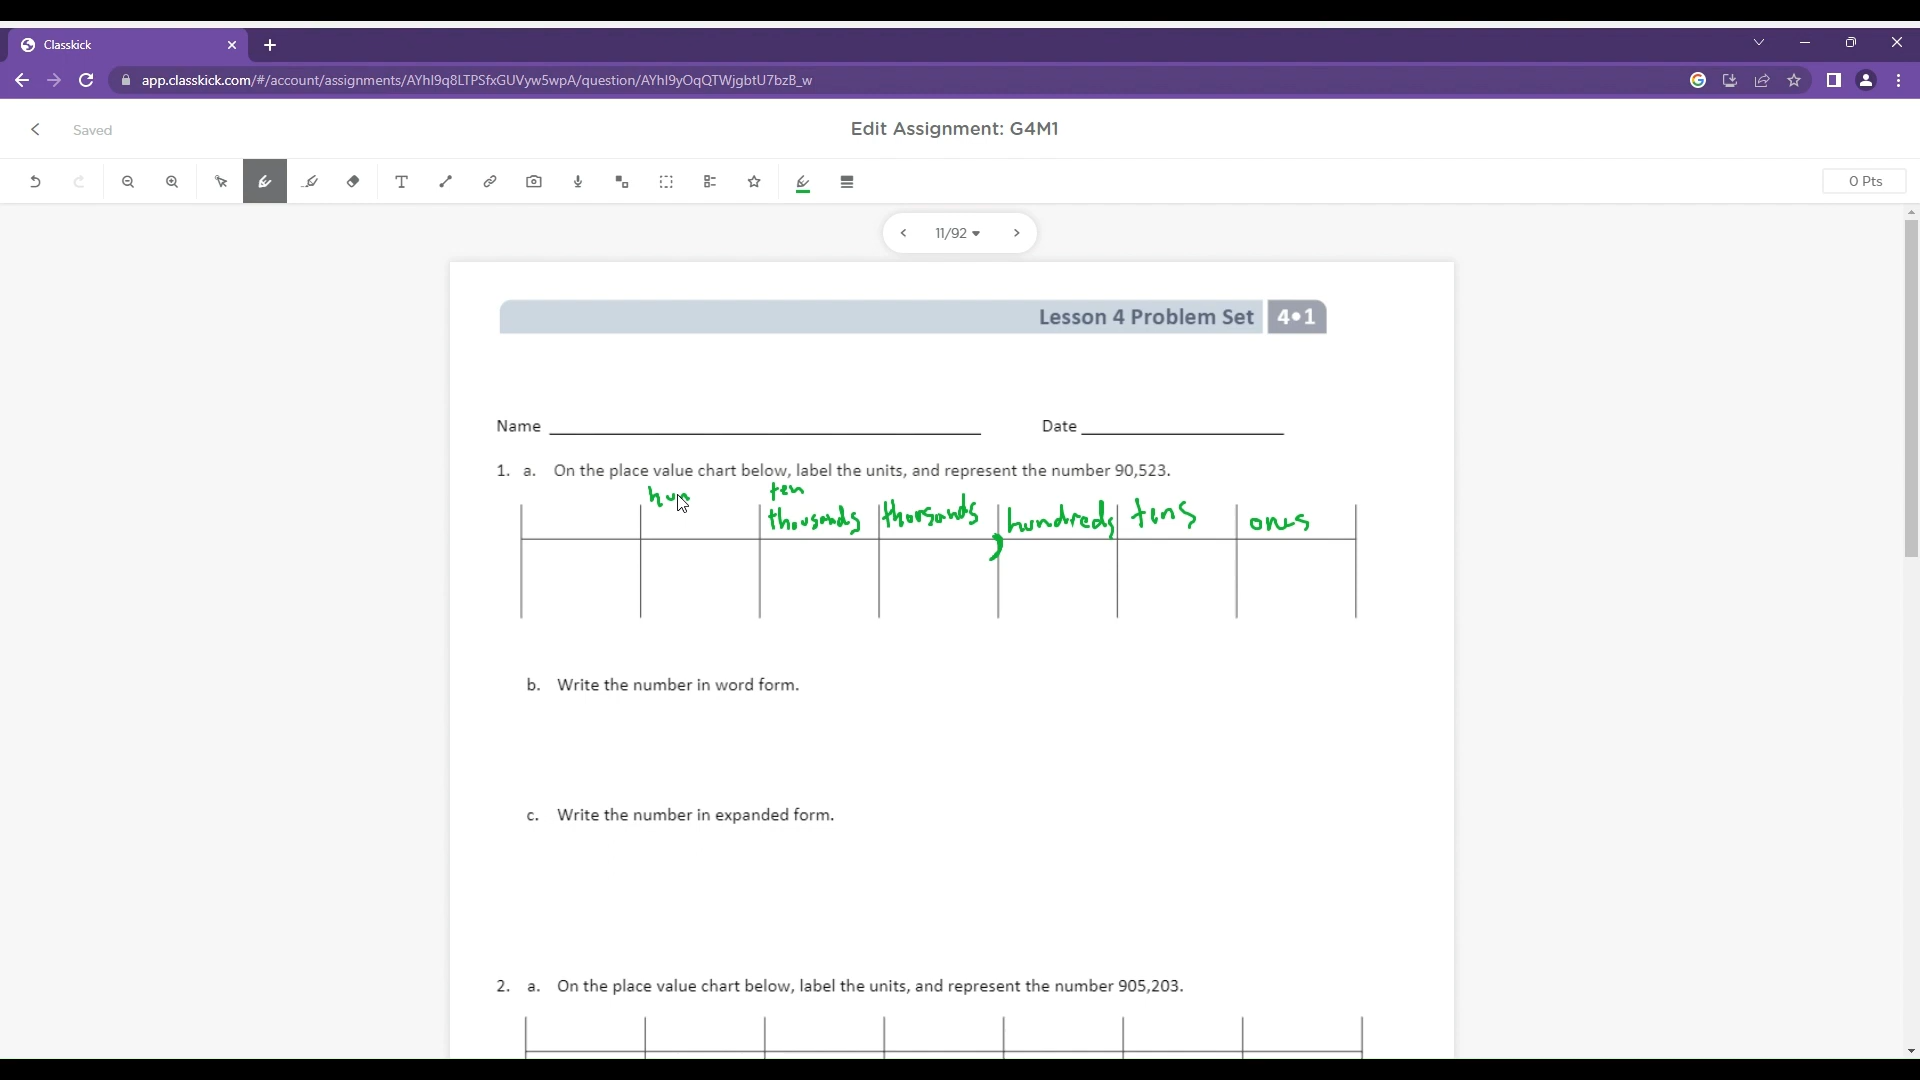 Classkick
app.classkick.com/#/account/assignments/AYhI9q8LTPSfxGUVyw5wpA/question/AYhI9yOqQTWjgbtU7bzB_w
Saved
Edit Assignment: G4M1
T
0 Pts
11/92
Lesson 4 Problem Set 4•1
Name Date
1. a. On the place value chart below, label the units, and represent the number 90,523.
hun ten
thousands thousands , hundreds tens ones
b. Write the number in word form.
c. Write the number in expanded form.
2. a. On the place value chart below, label the units, and represent the number 905,203.